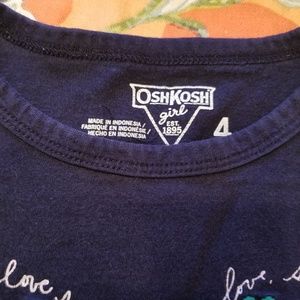 OSHKOSH
girl
EST.
1895
4
MADE IN INDONESIA/
FABRIQUÉ EN INDONÉSIE/
HECHO EN INDONESIA
love,
love,